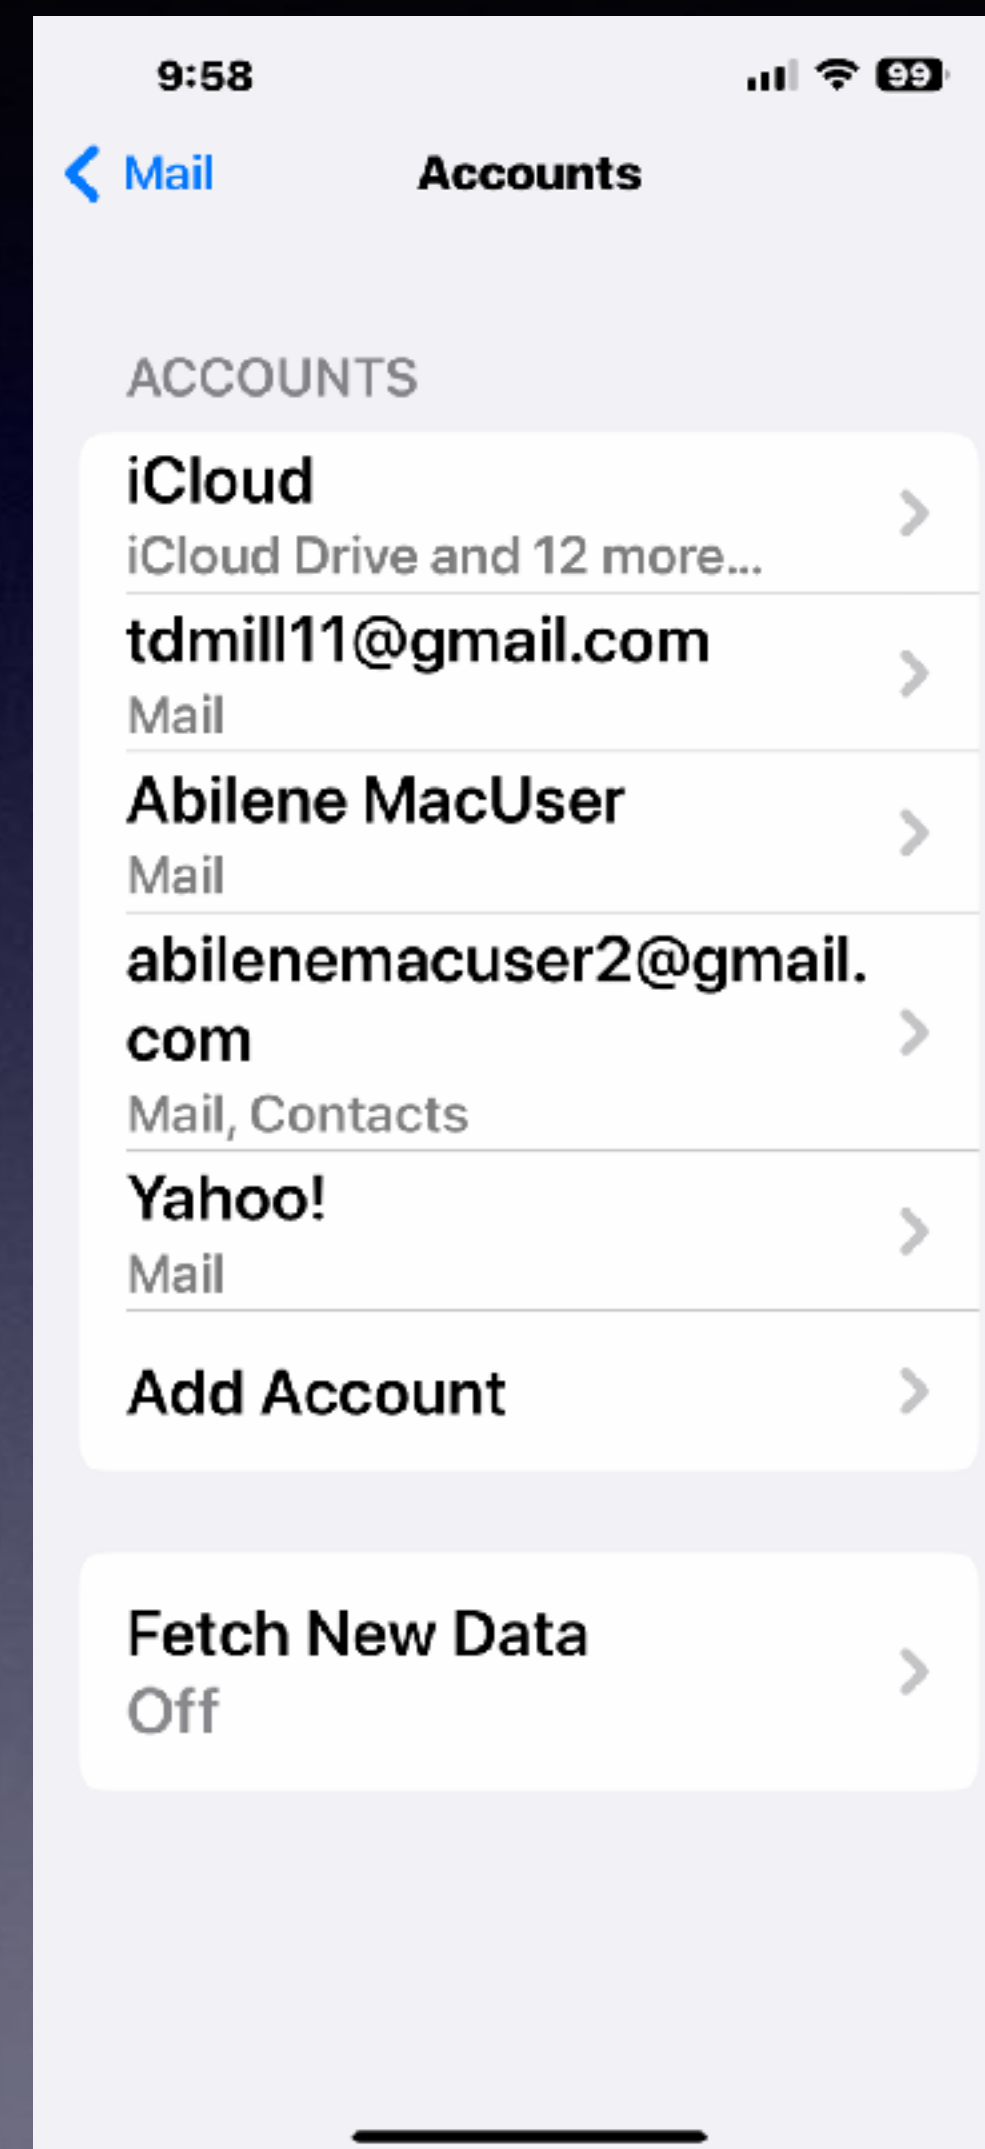 9:58
99
Mail
Accounts
ACCOUNTS
iCloud
iCloud Drive and 12 more...
tdmill11@gmail.com
Mail
Abilene MacUser
Mail
abilenemacuser2@gmail.
com
Mail, Contacts
Yahoo!
Mail
Add Account
Fetch New Data
Off